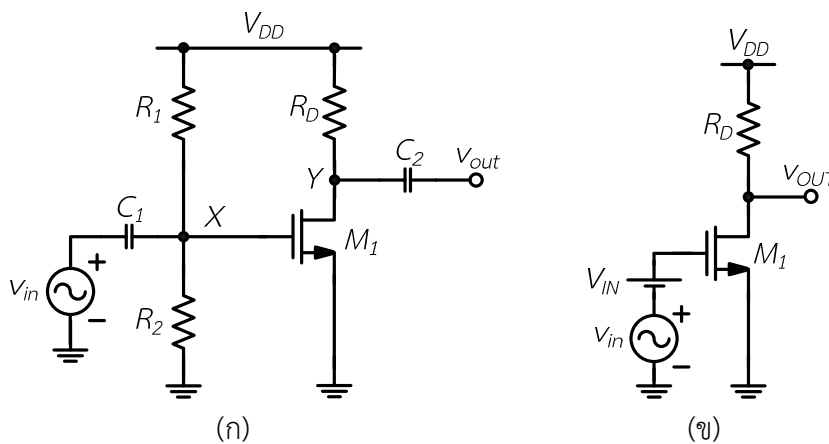 V_DD
R_1
R_D
C_2
v_out
Y
C_1
X
M_1
v_in
R_2
(ก)
V_DD
R_D
v_OUT
M_1
V_IN
v_in
(ข)